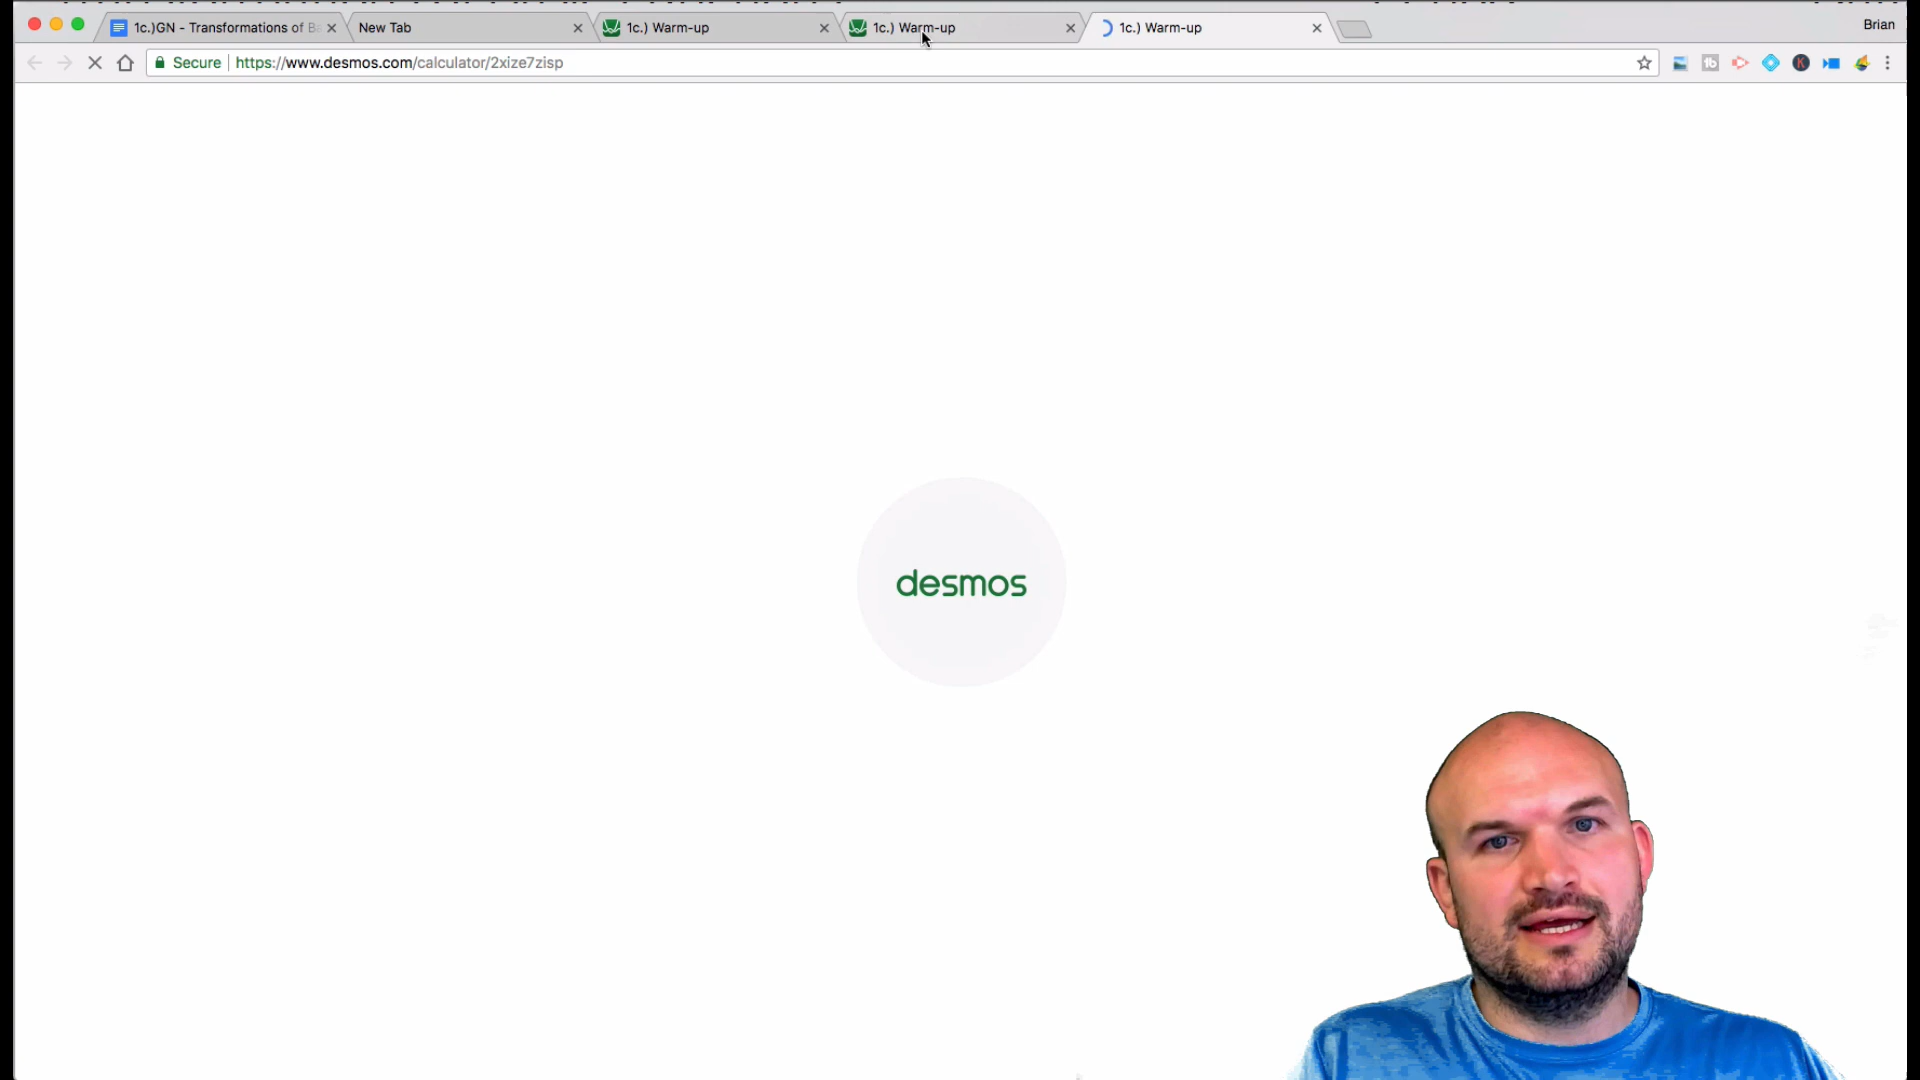 1c.)GN - Transformations of Ba
New Tab
1c.) Warm-up
1c.) Warm-up
1c.) Warm-up
Brian
Secure
https://www.desmos.com/calculator/2xize7zisp
desmos